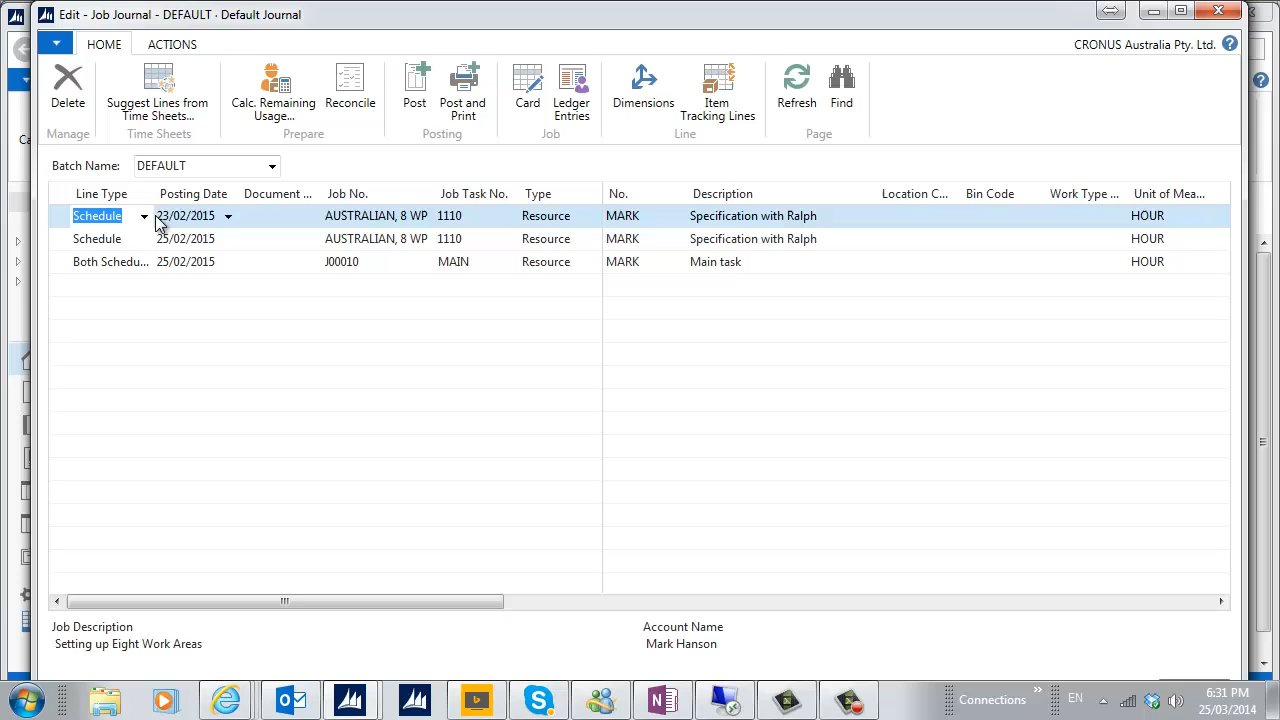 Edit - Job Journal - DEFAULT · Default Journal
HOME ACTIONS
CRONUS Australia Pty. Ltd.
Delete
Suggest Lines from Time Sheets...
Calc. Remaining Usage...
Reconcile
Post
Post and Print
Card
Ledger Entries
Dimensions
Item Tracking Lines
Refresh
Find
Manage Time Sheets Prepare Posting Job Line Page
Ca
Batch Name: DEFAULT
Line Type Posting Date Document ... Job No. Job Task No. Type No. Description Location C... Bin Code Work Type ... Unit of Mea...
Schedule 23/02/2015 AUSTRALIAN, 8 WP 1110 Resource MARK Specification with Ralph HOUR
Schedule 25/02/2015 AUSTRALIAN, 8 WP 1110 Resource MARK Specification with Ralph HOUR
Both Schedu... 25/02/2015 J00010 MAIN Resource MARK Main task HOUR
Job Description Account Name
Setting up Eight Work Areas Mark Hanson
Connections » EN 6:31 PM
25/03/2014